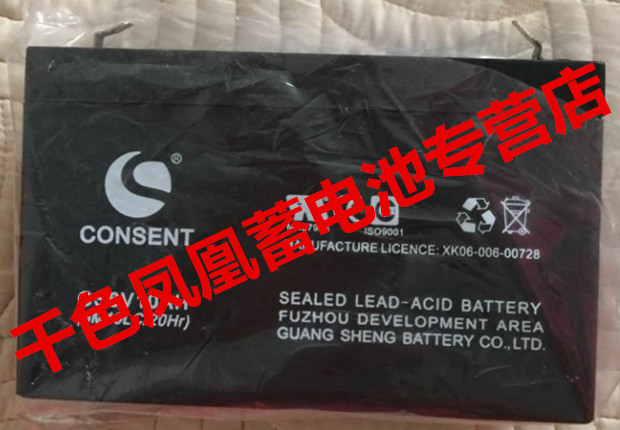 ®
CONSENT
ISO9001
MANUFACTURE LICENCE: XK06-006-00728
20Hr)
SEALED LEAD-ACID BATTERY
FUZHOU DEVELOPMENT AREA
GUANG SHENG BATTERY CO.,LTD.
千色凤凰蓄电池专营店